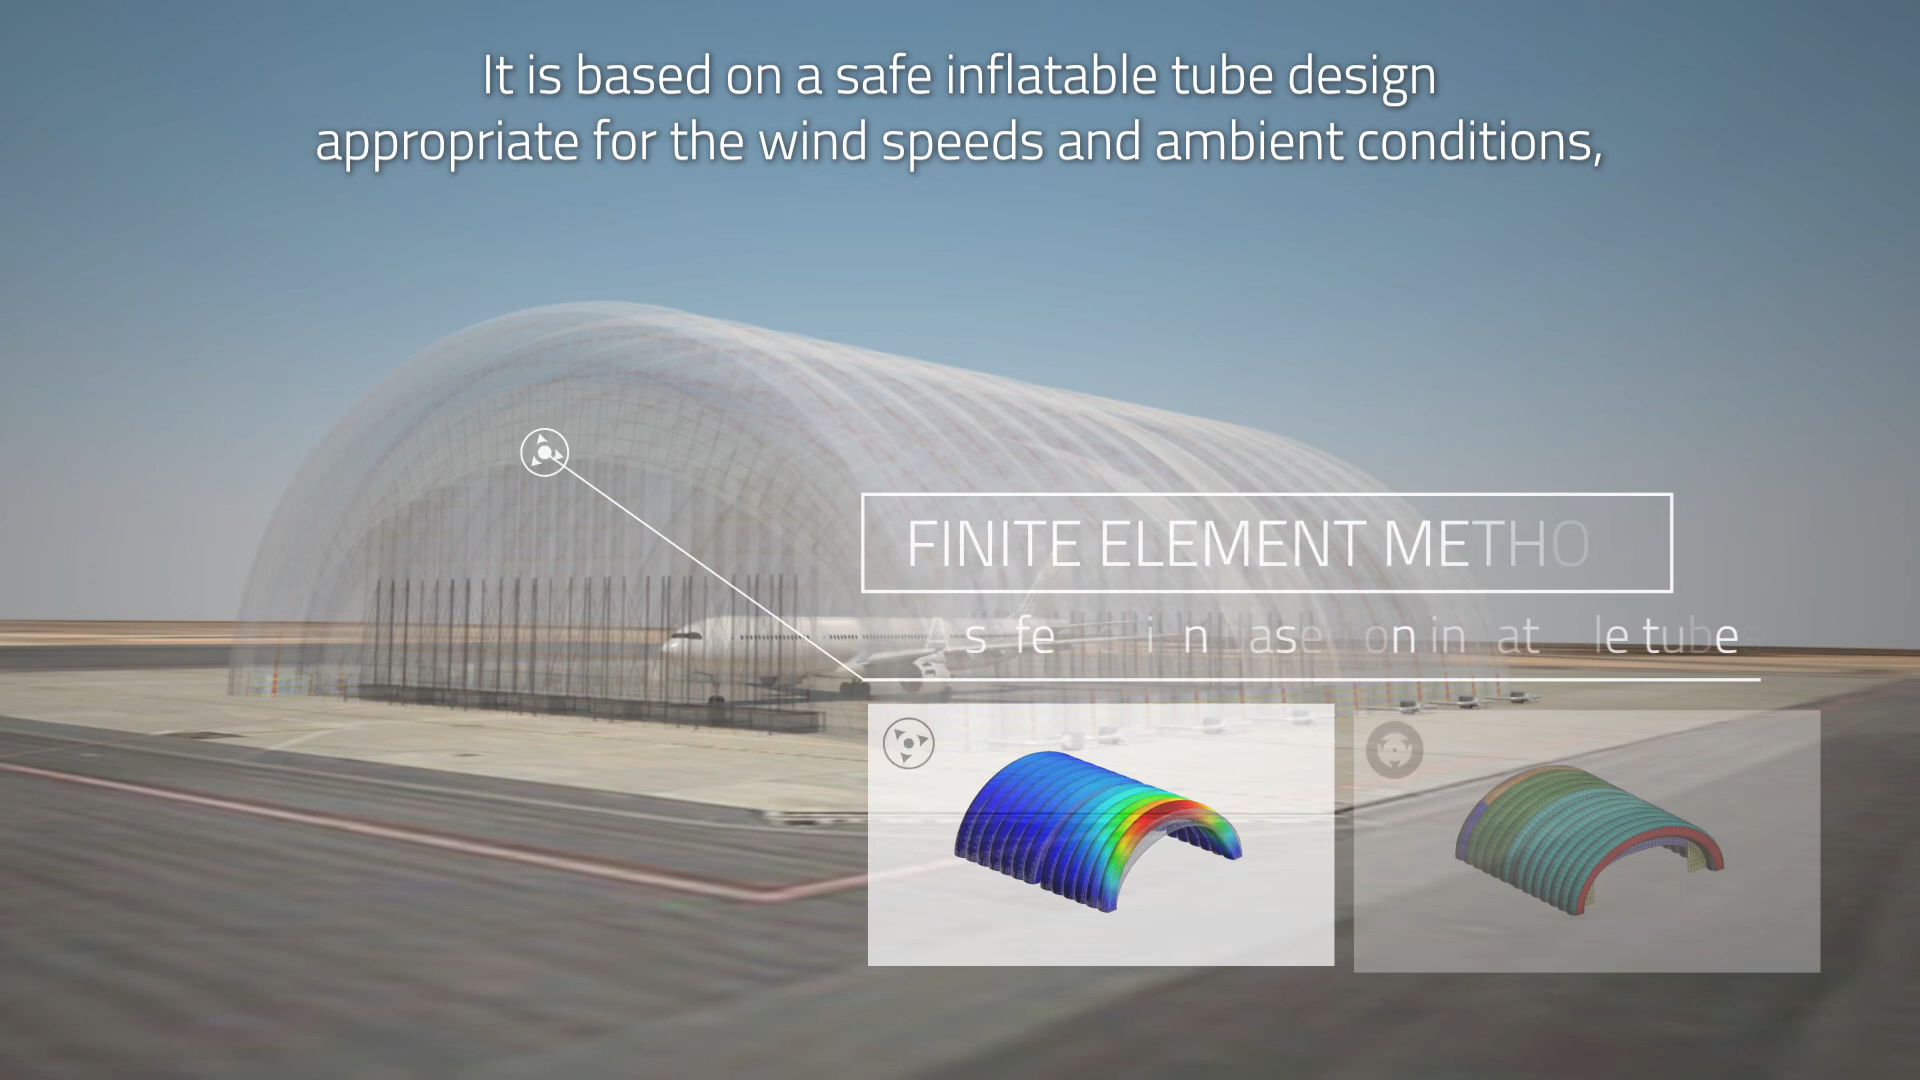 It is based on a safe inflatable tube design
appropriate for the wind speeds and ambient conditions,
FINITE ELEMENT METHO